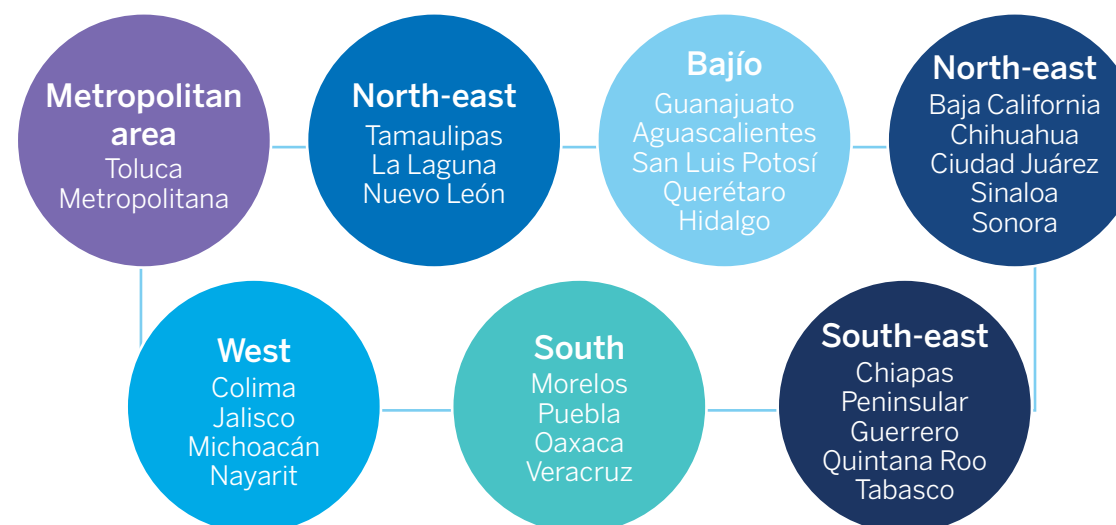 Metropolitan
area
Toluca
Metropolitana
North-east
Tamaulipas
La Laguna
Nuevo León
Bajío
Guanajuato
Aguascalientes
San Luis Potosí
Querétaro
Hidalgo
North-east
Baja California
Chihuahua
Ciudad Juárez
Sinaloa
Sonora
West
Colima
Jalisco
Michoacán
Nayarit
South
Morelos
Puebla
Oaxaca
Veracruz
South-east
Chiapas
Peninsular
Guerrero
Quintana Roo
Tabasco